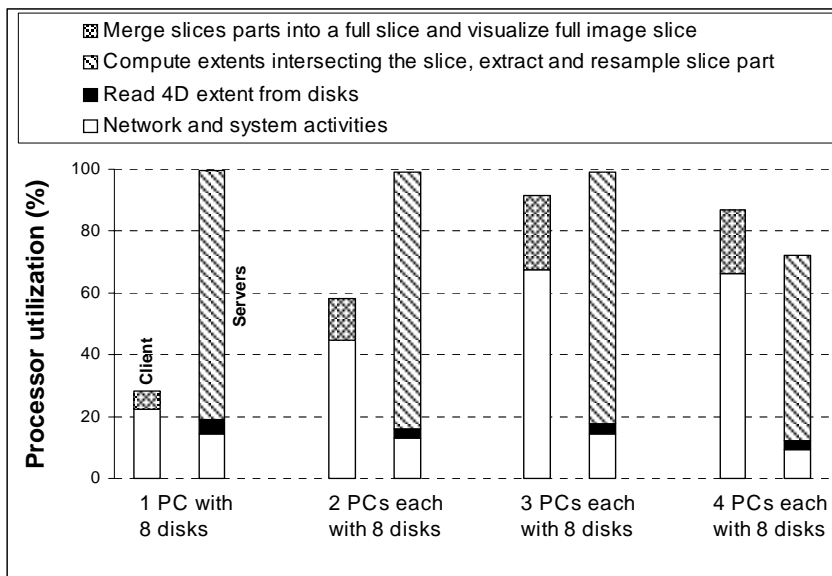 Merge slices parts into a full slice and visualize full image slice
Compute extents intersecting the slice, extract and resample slice part
Read 4D extent from disks
Network and system activities
Processor utilization (%)
100
80
60
40
20
0
Client
Servers
1 PC with
8 disks
2 PCs each
with 8 disks
3 PCs each
with 8 disks
4 PCs each
with 8 disks